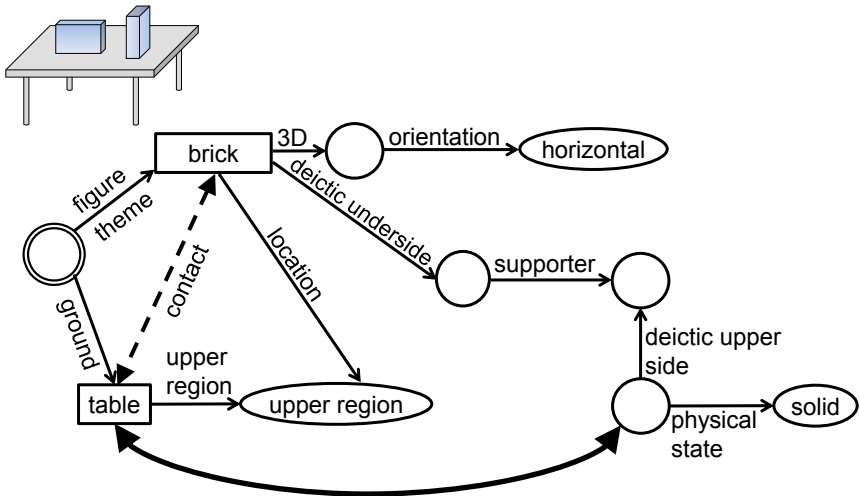 brick
3D
orientation
horizontal
figure
theme
deictic underside
contact
location
supporter
ground
upper
region
table
upper region
deictic upper
side
physical
state
solid